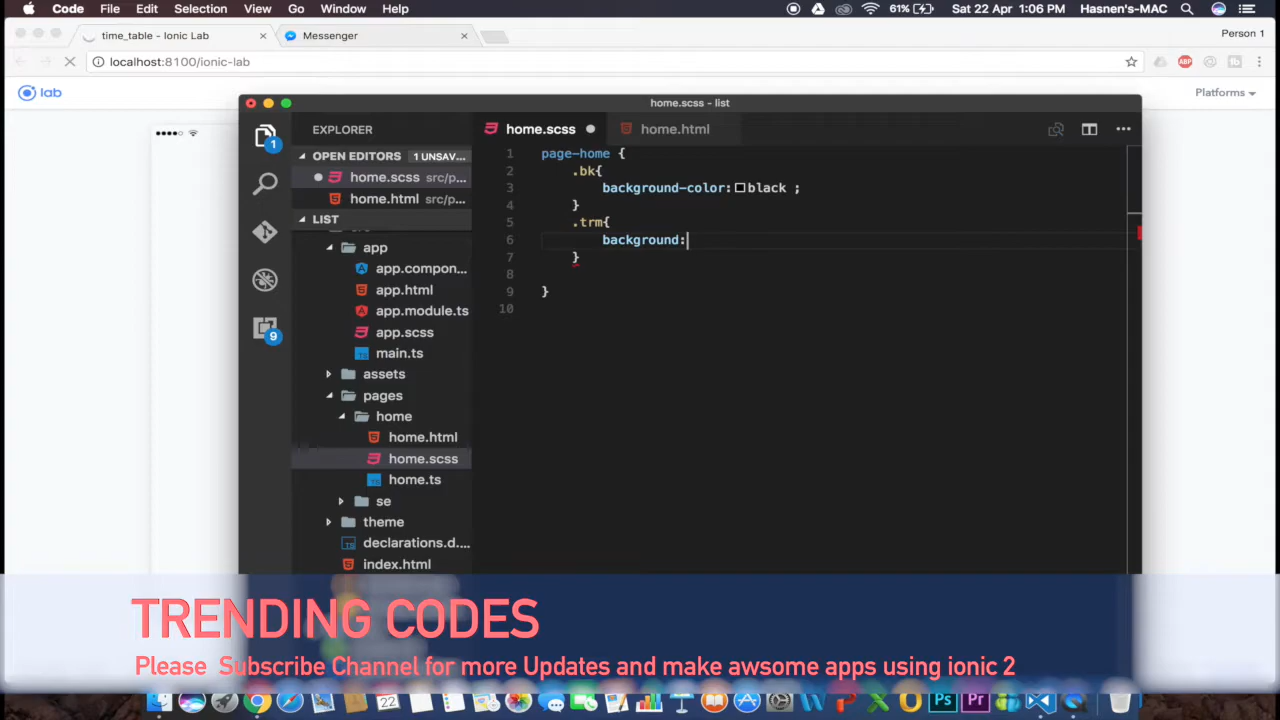 Code File Edit Selection View Go Window Help 61% Sat 22 Apr 1:06 PM Hasnen's-MAC
time_table - Ionic Lab Messenger Person 1
localhost:8100/ionic-lab
lab Platforms
home.scss - list
EXPLORER home.scss home.html
OPEN EDITORS 1 UNSAV...
home.scss src/p...
home.html src/p...
LIST
app
app.compon...
app.html
app.module.ts
app.scss
main.ts
assets
pages
home
home.html
home.scss
home.ts
se
theme
declarations.d....
index.html
1 page-home {
2 .bk{
3 background-color: black ;
4 }
5 .trm{
6 background:
7 }
8
9 }
10
1
9
TRENDING CODES
Please Subscribe Channel for more Updates and make awsome apps using ionic 2
22
Ps Pr